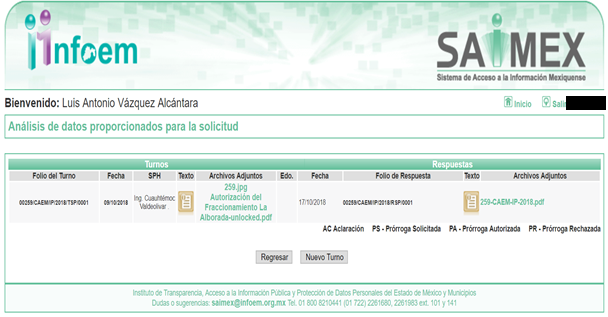 infoem
SAIMEX
Sistema de Acceso a la Información Mexiquense
Bienvenido: Luis Antonio Vázquez Alcántara
Inicio
Análisis de datos proporcionados para la solicitud
Turnos Respuestas
Folio del Turno Fecha SPH Texto Archivos Adjuntos Edo. Fecha Folio de Respuesta Texto Archivos Adjuntos
00259/CAEM/IP/2018/TSP/0001 09/10/2018 Ing. Cuauhtémoc Valdeolivar . 259.jpg
Autorización del Fraccionamiento La Alborada-unlocked.pdf
17/10/2018 00259/CAEM/IP/2018/RSP/0001 259-CAEM-IP-2018.pdf
AC Aclaración PS - Prórroga Solicitada PA - Prórroga Autorizada PR - Prórroga Rechazada
Regresar Nuevo Turno
Instituto de Transparencia, Acceso a la Información Pública y Protección de Datos Personales del Estado de México y Municipios
Dudas o sugerencias: saimex@infoem.org.mx Tel. 01 800 8210441 (01 722) 2261680, 2261983 ext. 101 y 141